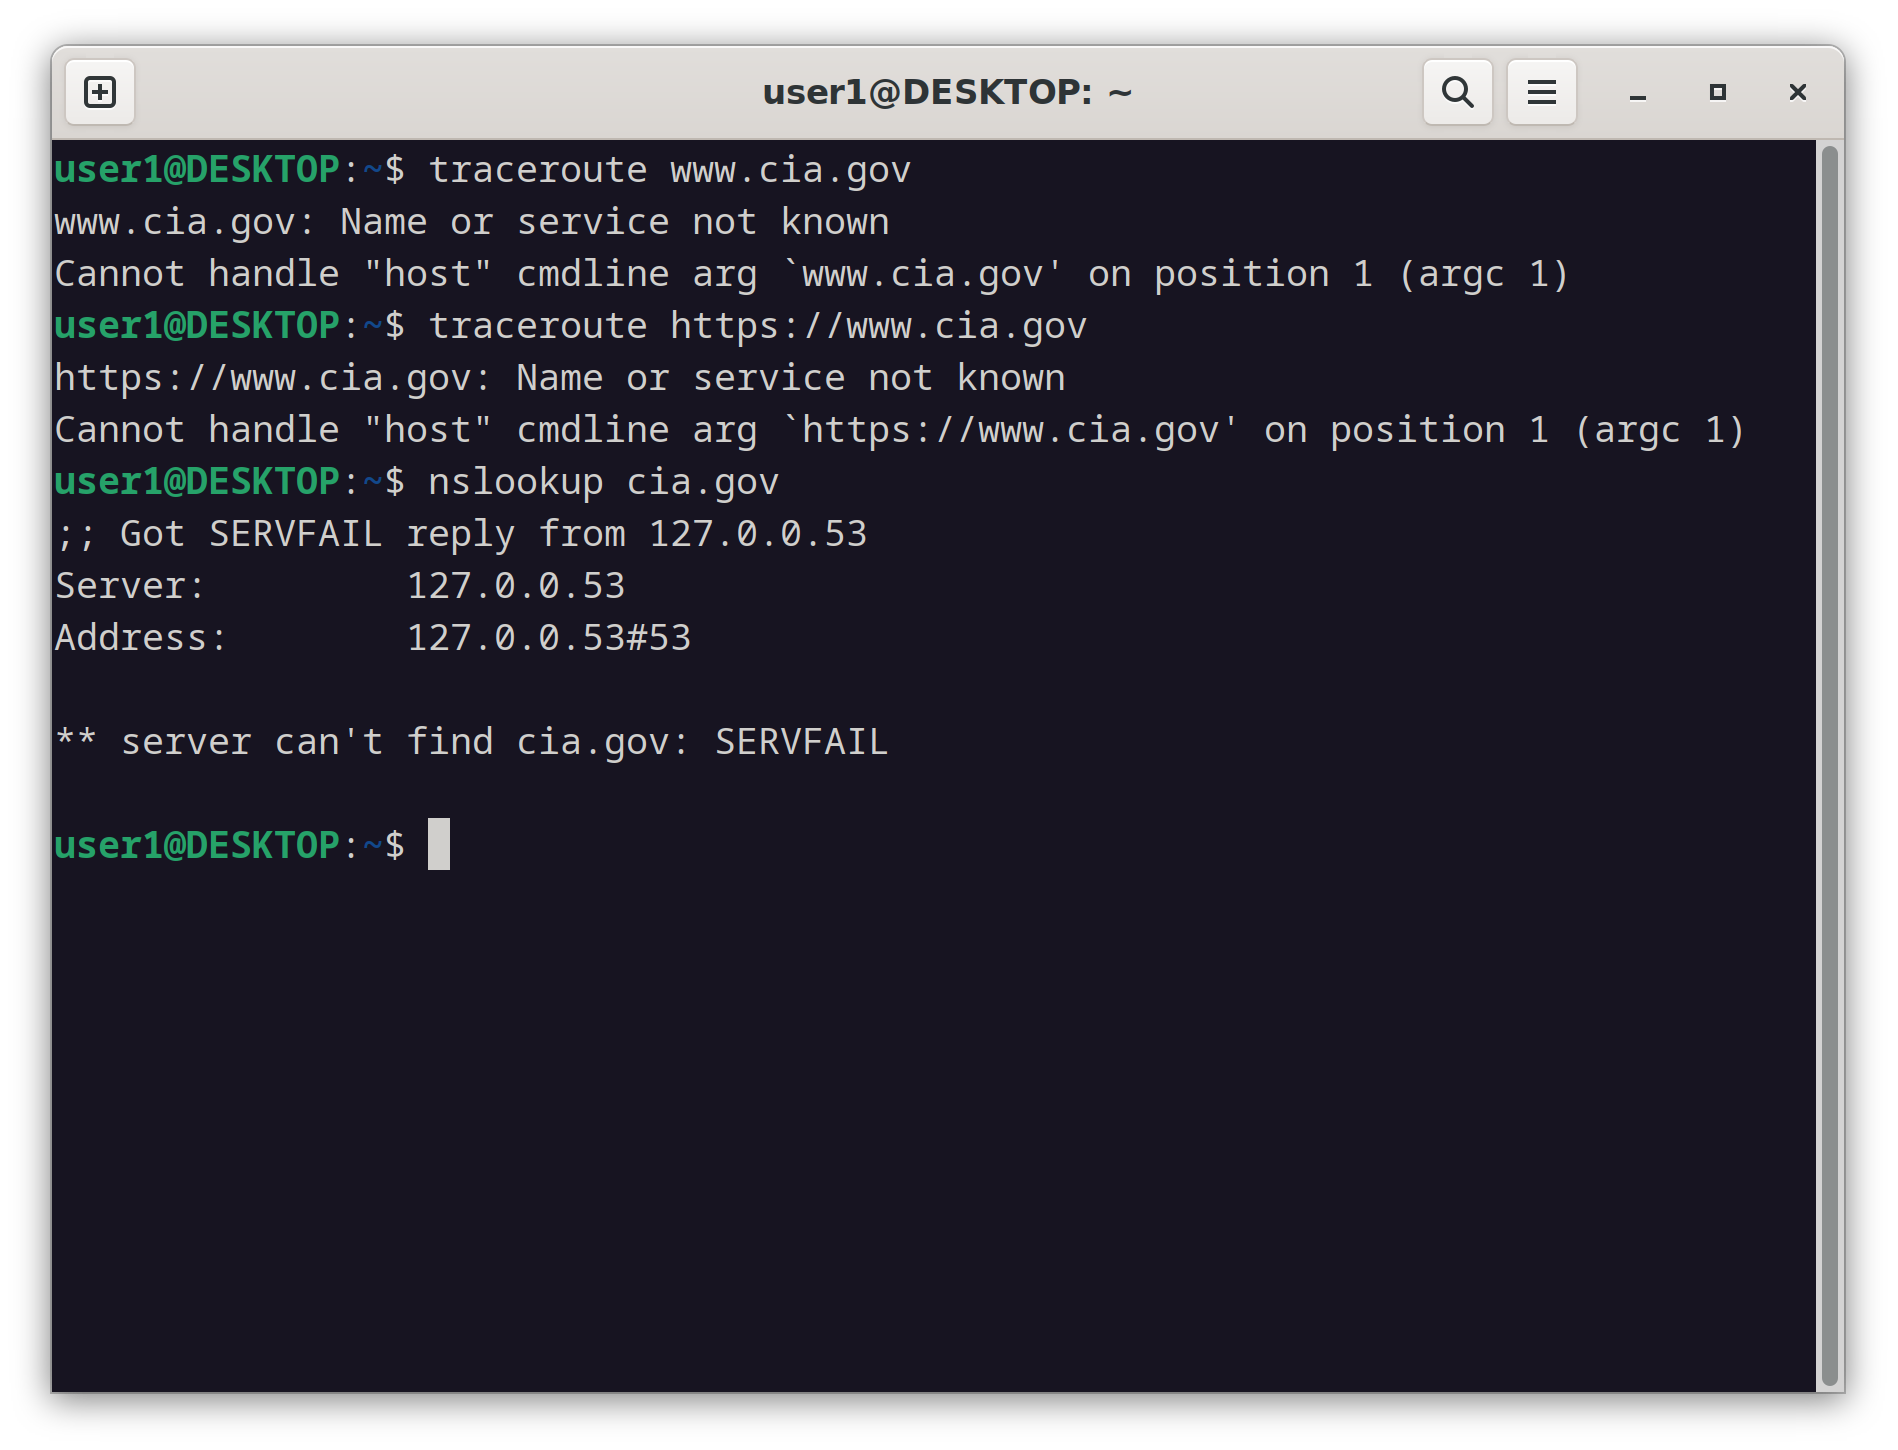 user1@DESKTOP: ~
user1@DESKTOP:~$ traceroute www.cia.gov
www.cia.gov: Name or service not known
Cannot handle "host" cmdline arg `www.cia.gov' on position 1 (argc 1)
user1@DESKTOP:~$ traceroute https://www.cia.gov
https://www.cia.gov: Name or service not known
Cannot handle "host" cmdline arg `https://www.cia.gov' on position 1 (argc 1)
user1@DESKTOP:~$ nslookup cia.gov
;; Got SERVFAIL reply from 127.0.0.53
Server:         127.0.0.53
Address:        127.0.0.53#53
** server can't find cia.gov: SERVFAIL
user1@DESKTOP:~$